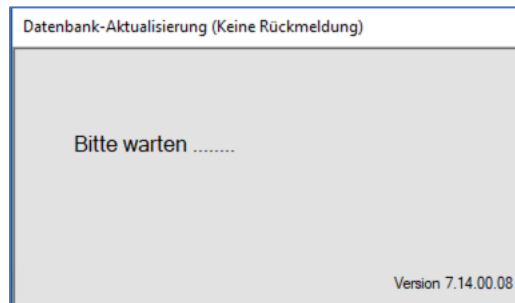 Datenbank-Aktualisierung (Keine Rückmeldung)
Bitte warten ........
Version 7.14.00.08